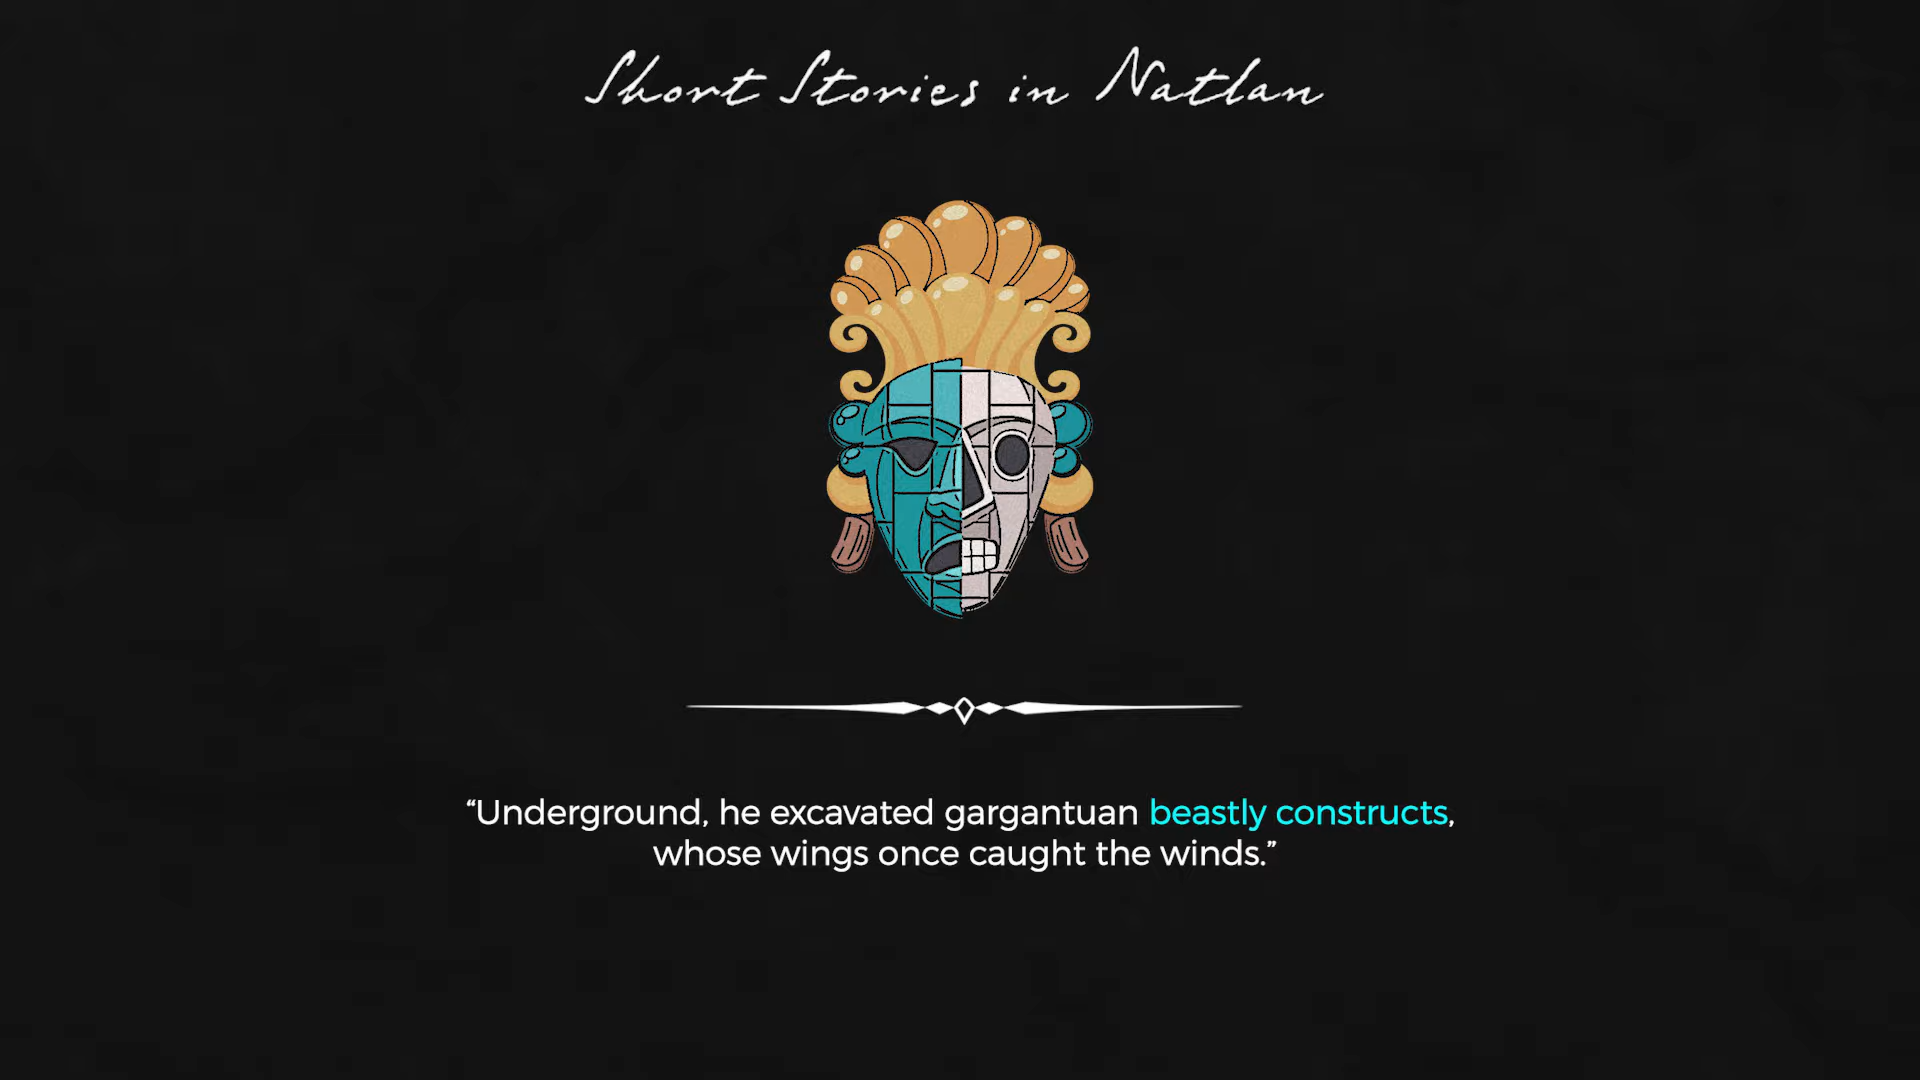 Short Stories in Natlan
“Underground, he excavated gargantuan beastly constructs,
whose wings once caught the winds.”